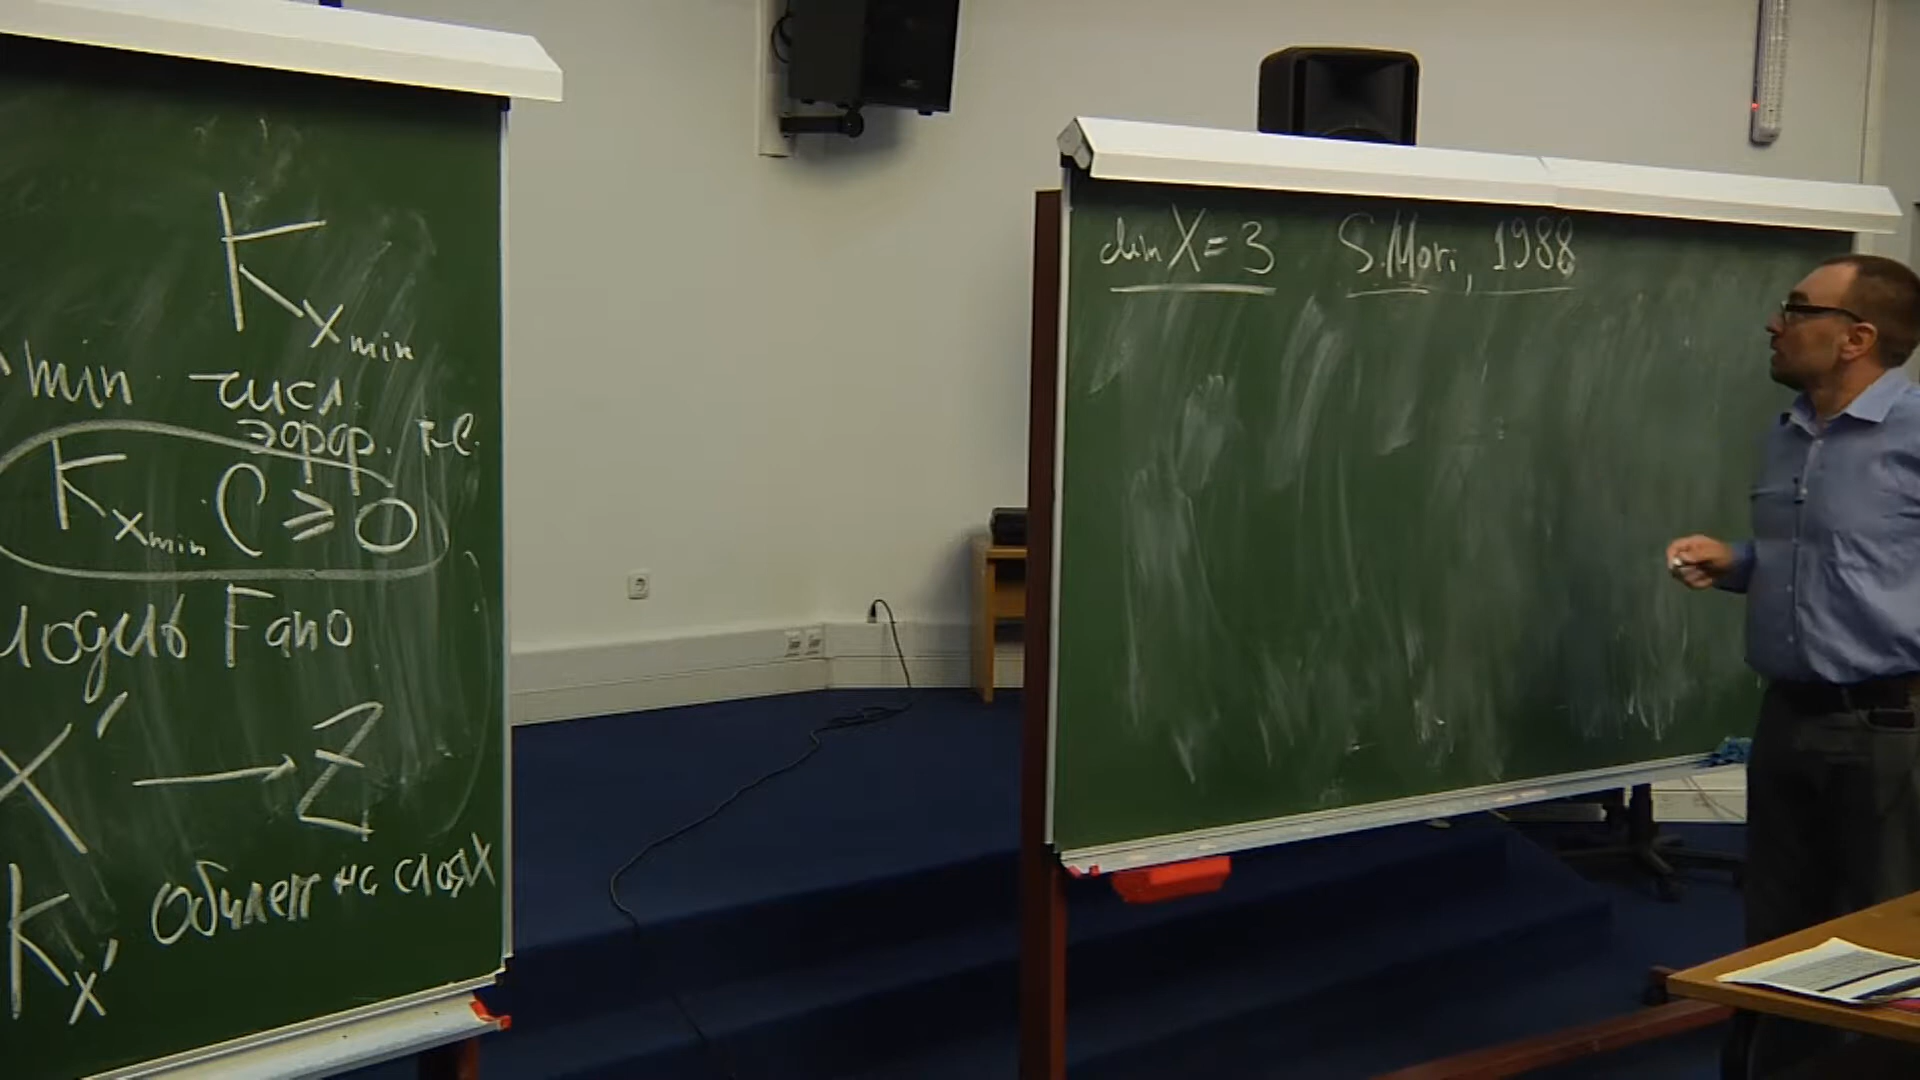 K_{X_{min}}
min числ.
эфф. т.е.
K_{X_{min}} · C ⩾ 0
модель Fano
X' → Z
K_{X'} обилен на слоях
dim X = 3 S. Mori, 1988